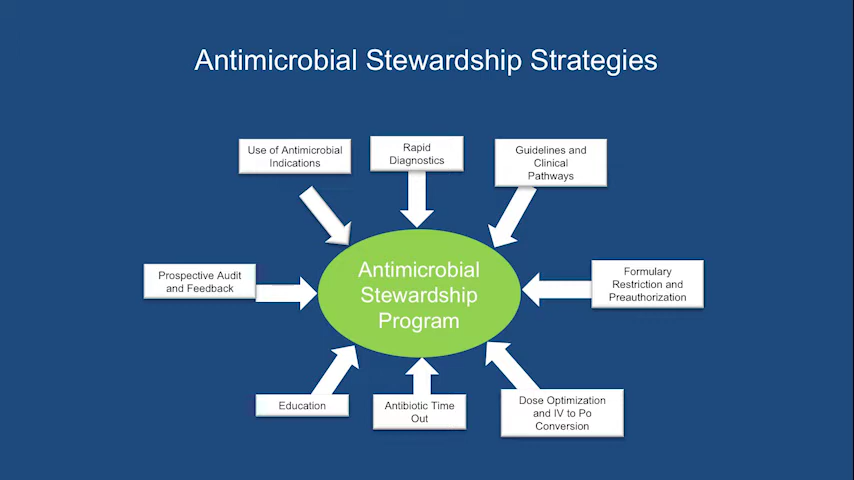 Antimicrobial Stewardship Strategies
Use of Antimicrobial
Indications
Rapid
Diagnostics
Guidelines and
Clinical
Pathways
Prospective Audit
and Feedback
Antimicrobial
Stewardship
Program
Formulary
Restriction and
Preauthorization
Education
Antibiotic Time
Out
Dose Optimization
and IV to Po
Conversion